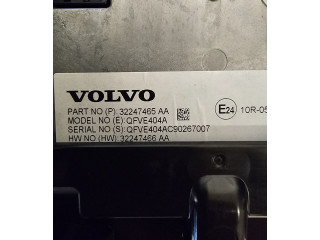 VOLVO
PART NO (P): 32247465 AA
MODEL NO (E): QFVE404A
SERIAL NO (S): QFVE404AC90267007
HW NO (HW): 32247466 AA
E24 10R-05